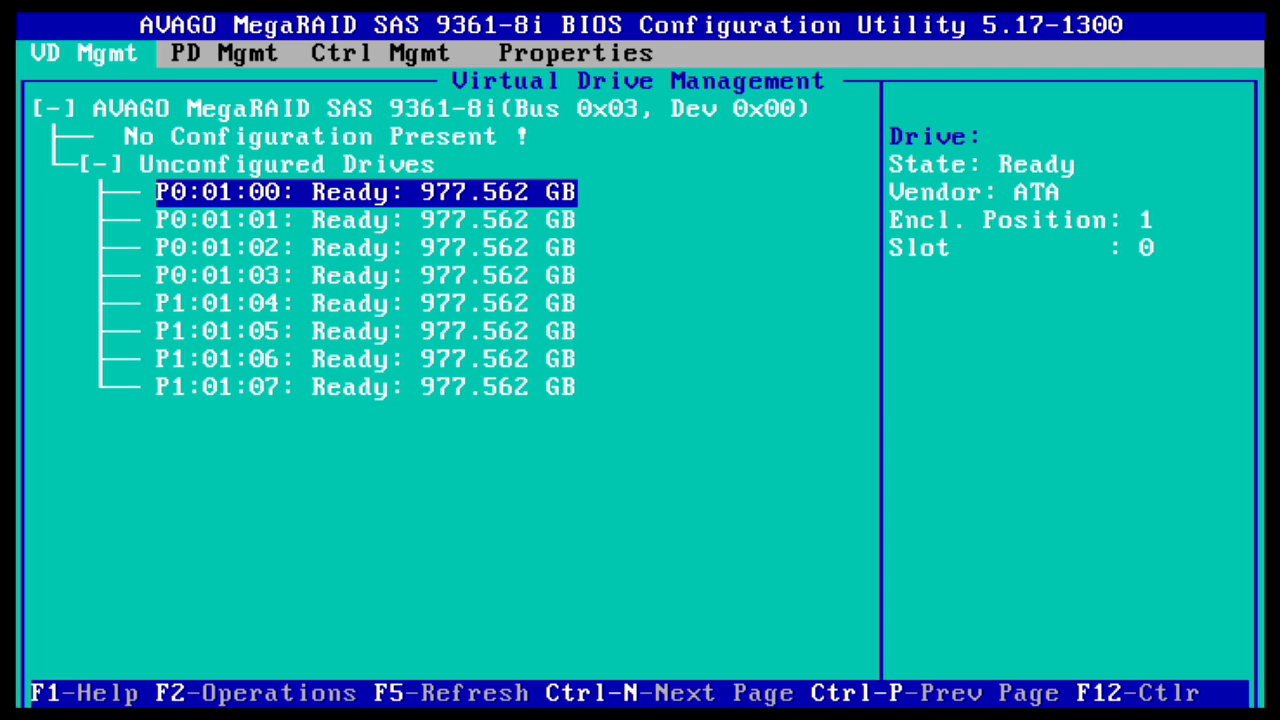 AVAGO MegaRAID SAS 9361-8i BIOS Configuration Utility 5.17-1300
VD Mgmt PD Mgmt Ctrl Mgmt Properties
Virtual Drive Management
[-] AVAGO MegaRAID SAS 9361-8i(Bus 0x03, Dev 0x00)
No Configuration Present !
[-] Unconfigured Drives
P0:01:00: Ready: 977.562 GB
P0:01:01: Ready: 977.562 GB
P0:01:02: Ready: 977.562 GB
P0:01:03: Ready: 977.562 GB
P1:01:04: Ready: 977.562 GB
P1:01:05: Ready: 977.562 GB
P1:01:06: Ready: 977.562 GB
P1:01:07: Ready: 977.562 GB
Drive:
State: Ready
Vendor: ATA
Encl. Position: 1
Slot : 0
F1-Help F2-Operations F5-Refresh Ctrl-N-Next Page Ctrl-P-Prev Page F12-Ctlr